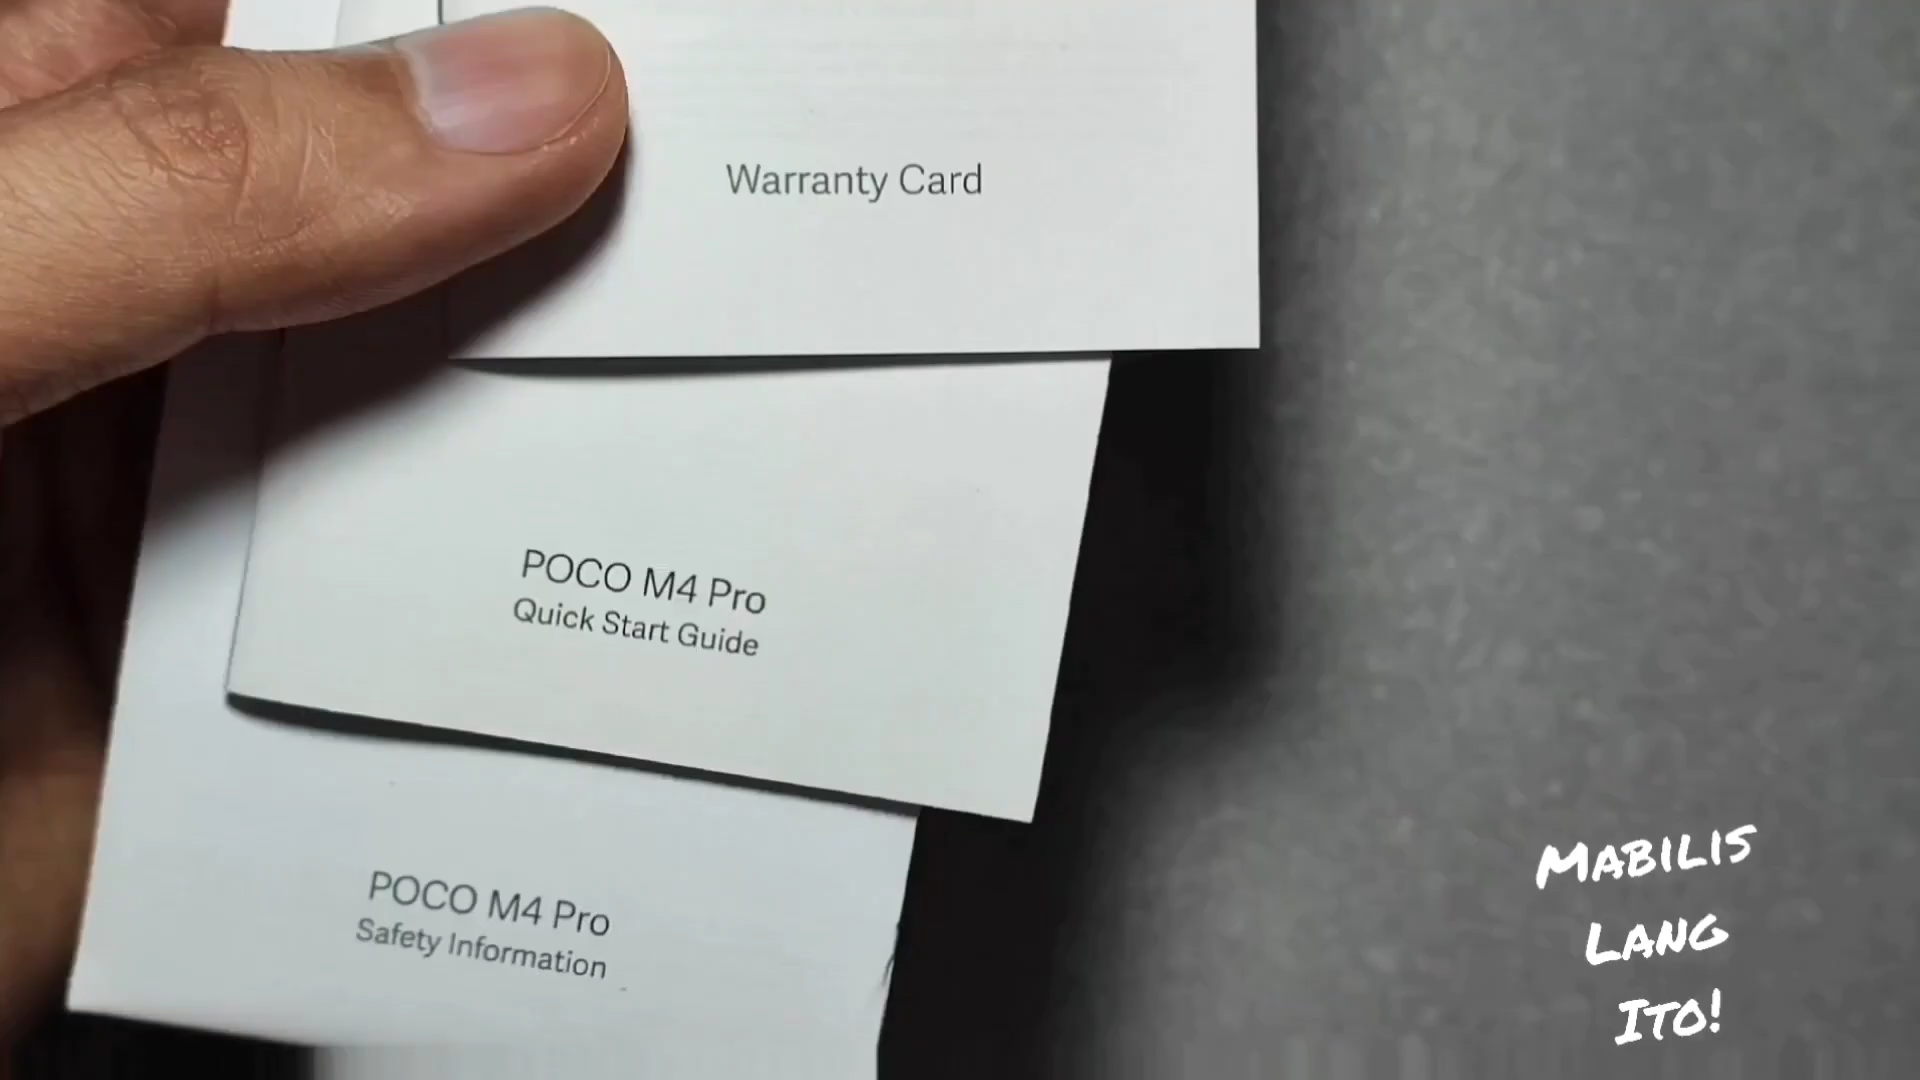 Warranty Card
POCO M4 Pro
Quick Start Guide
POCO M4 Pro
Safety Information
MABILIS
LANG
ITO!